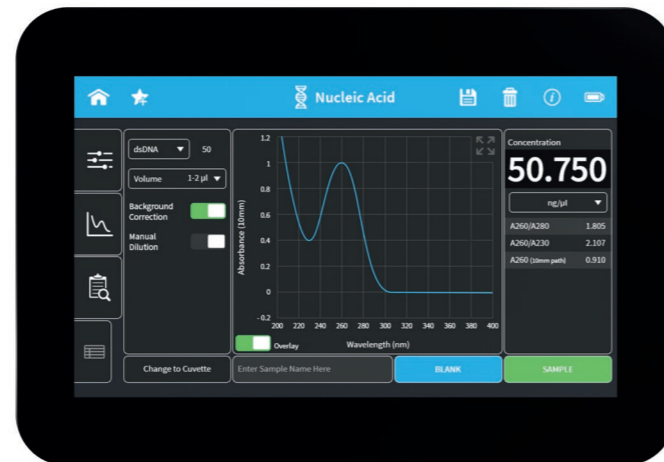 Nucleic Acid
dsDNA 50
Volume 1-2 µl
Background
Correction
Manual
Dilution
Absorbance (10mm)
1.2
1
0.8
0.6
0.4
0.2
0
-0.2
200 220 240 260 280 300 320 340 360 380 400
Overlay
Wavelength (nm)
Concentration
50.750
ng/µl
A260/A280 1.805
A260/A230 2.107
A260 (10mm path) 0.910
Change to Cuvette
Enter Sample Name Here
BLANK
SAMPLE